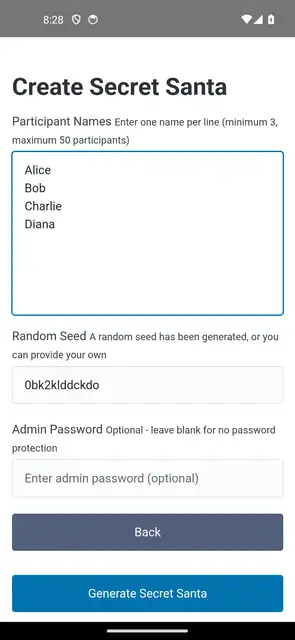 8:28
Create Secret Santa
Participant Names Enter one name per line (minimum 3,
maximum 50 participants)
Alice
Bob
Charlie
Diana
Random Seed A random seed has been generated, or you
can provide your own
0bk2klddckdo
Admin Password Optional - leave blank for no password
protection
Enter admin password (optional)
Back
Generate Secret Santa